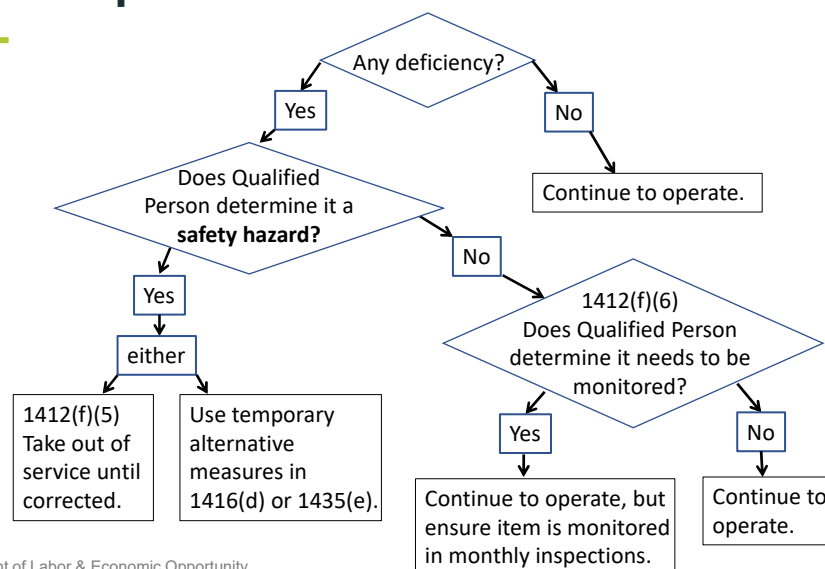 Any deficiency?
Yes
No
Does Qualified
Person determine it a
safety hazard?
Continue to operate.
No
Yes
1412(f)(6)
Does Qualified Person
determine it needs to be
monitored?
either
1412(f)(5)
Take out of
service until
corrected.
Use temporary
alternative
measures in
1416(d) or 1435(e).
Yes
No
Continue to operate, but
ensure item is monitored
in monthly inspections.
Continue to
operate.
of Labor & Economic Opportunity